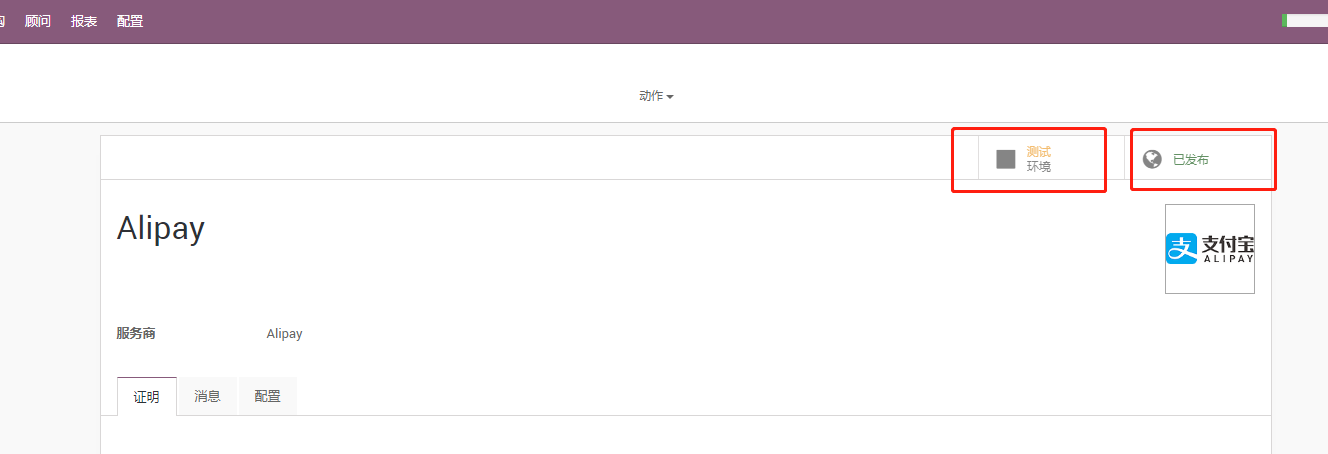 顾问 报表 配置
动作
测试
环境
已发布
Alipay
支付宝
ALIPAY
服务商 Alipay
证明 消息 配置